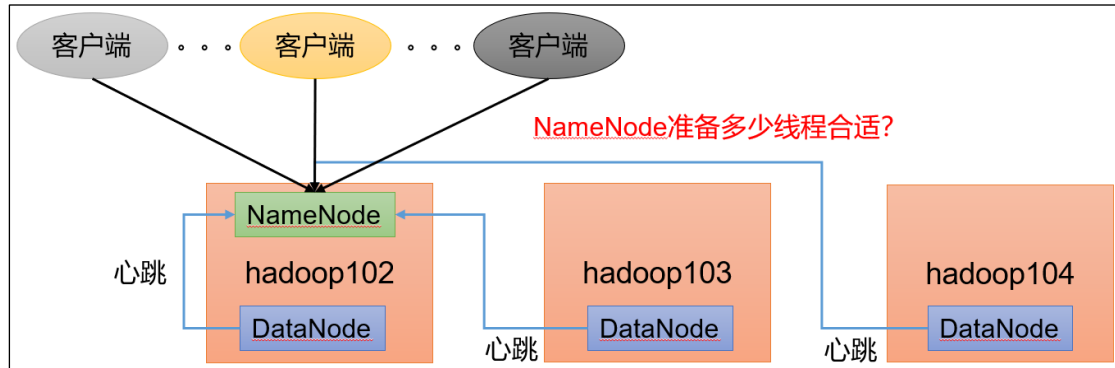 客户端 。。。 客户端 。。。 客户端
NameNode准备多少线程合适?
NameNode
心跳
hadoop102
hadoop103
hadoop104
DataNode
心跳
DataNode
心跳
DataNode